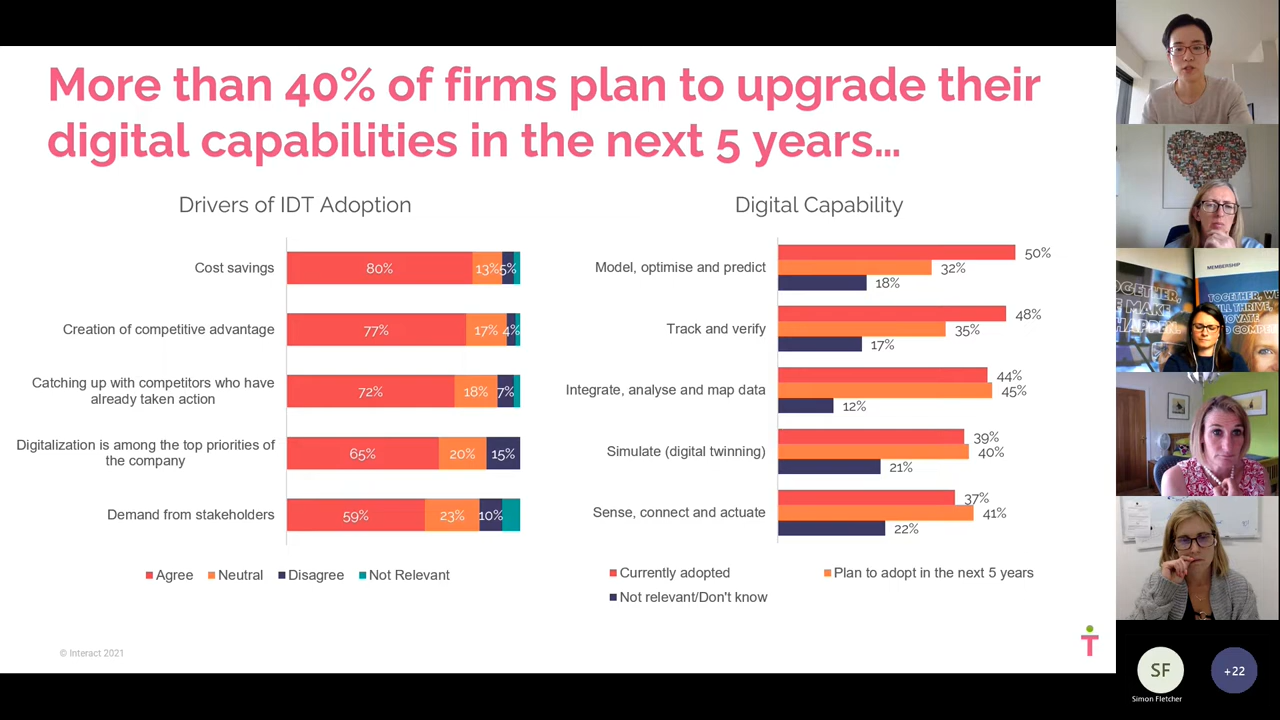 More than 40% of firms plan to upgrade their
digital capabilities in the next 5 years...
Drivers of IDT Adoption
Cost savings
80%
13%
5%
Creation of competitive advantage
77%
17%
4%
Catching up with competitors who have
already taken action
72%
18%
7%
Digitalization is among the top priorities of
the company
65%
20%
15%
Demand from stakeholders
59%
23%
10%
Agree
Neutral
Disagree
Not Relevant
Digital Capability
Model, optimise and predict
50%
32%
18%
Track and verify
48%
35%
17%
Integrate, analyse and map data
44%
45%
12%
Simulate (digital twinning)
39%
40%
21%
Sense, connect and actuate
37%
41%
22%
Currently adopted
Plan to adopt in the next 5 years
Not relevant/Don't know
© Interact 2021
MEMBERSHIP
TOGETHER, WE
SF
+22
Simon Fletcher